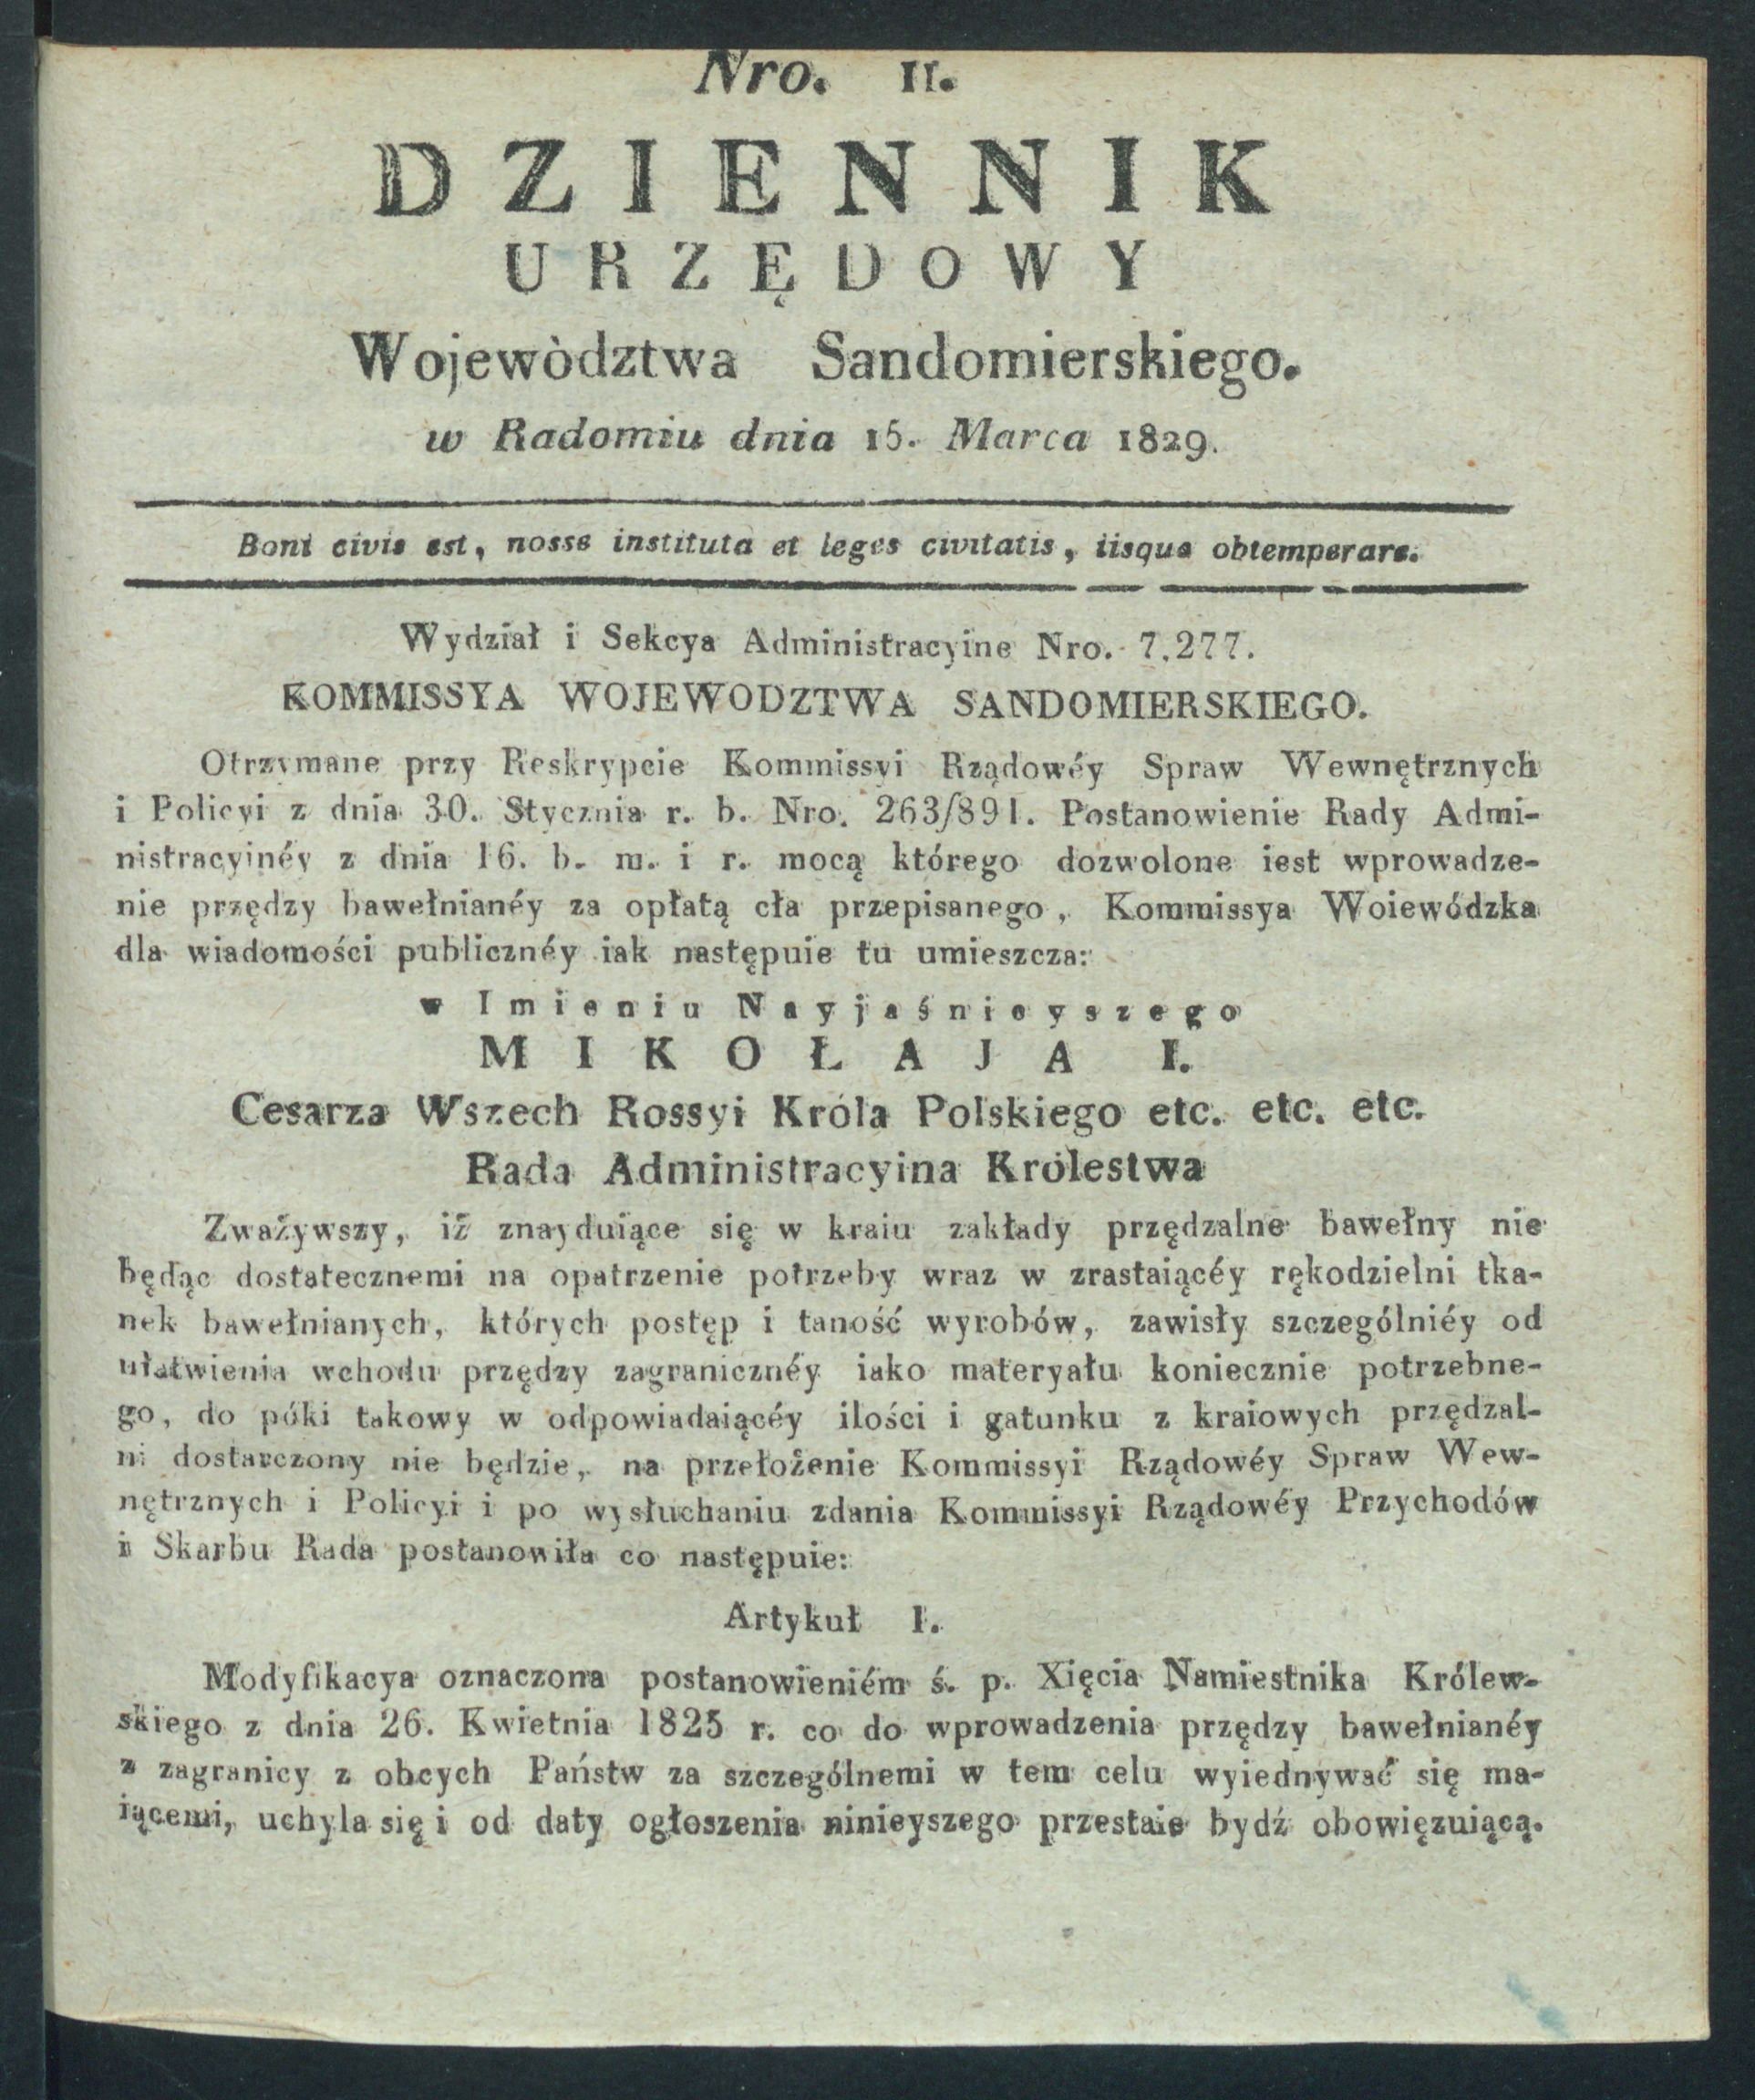 Nro. 11.
DZIENNIK
URZĘDOWY
Wojewòdztwa Sandomierskiego.
w Radomiu dnia 15. Marca 1829.
Boni civis est, nosse instituta et leges civitatis, iisque obtemperare.
Wydział i Sekcya Administracyine Nro. 7.277.
KOMMISSYA WOJEWODZTWA SANDOMIERSKIEGO.
Otrzymane przy Reskrypcie Kommissyi Rządowéy Spraw Wewnętrznych
i Policyi z dnia 30. Stycznia r. b. Nro. 263/891. Postanowienie Rady Admi-
nistracyinéy z dnia 16. b. m. i r. mocą którego dozwolone iest wprowadze-
nie przędzy bawełnianéy za opłatą cła przepisanego, Kommissya Woiewódzka
dla wiadomości publicznéy iak następuie tu umieszcza:
w Imieniu Nayjaśnieyszego
MIKOŁAJA I.
Cesarza Wszech Rossyi Króla Polskiego etc. etc. etc.
Rada Administracyina Królestwa
Zważywszy, iż znayduiące się w kraiu zakłady przędzalne bawełny nie
będąc dostatecznemi na opatrzenie potrzeby wraz w zrastaiącéy rękodzielni tka-
nek bawełnianych, których postęp i taność wyrobów, zawisły szczególniéy od
ułatwienia wchodu przędzy zagranicznéy iako materyału koniecznie potrzebne-
go, do póki takowy w odpowiadaiącéy ilości i gatunku z kraiowych przędzal-
ni dostarczony nie będzie, na przełożenie Kommissyi Rządowéy Spraw Wew-
nętrznych i Policyi i po wysłuchaniu zdania Kommissyi Rządowéy Przychodów
i Skarbu Rada postanowiła co następuie:
Artykuł I.
Modyfikacya oznaczona postanowieniém ś. p. Xięcia Namiestnika Królew-
skiego z dnia 26. Kwietnia 1825 r. co do wprowadzenia przędzy bawełnianéy
z zagranicy z obcych Państw za szczególnemi w tem celu wyiednywać się ma-
iącemi, uchyla się i od daty ogłoszenia ninieyszego przestaie bydź obowięzuiącą.